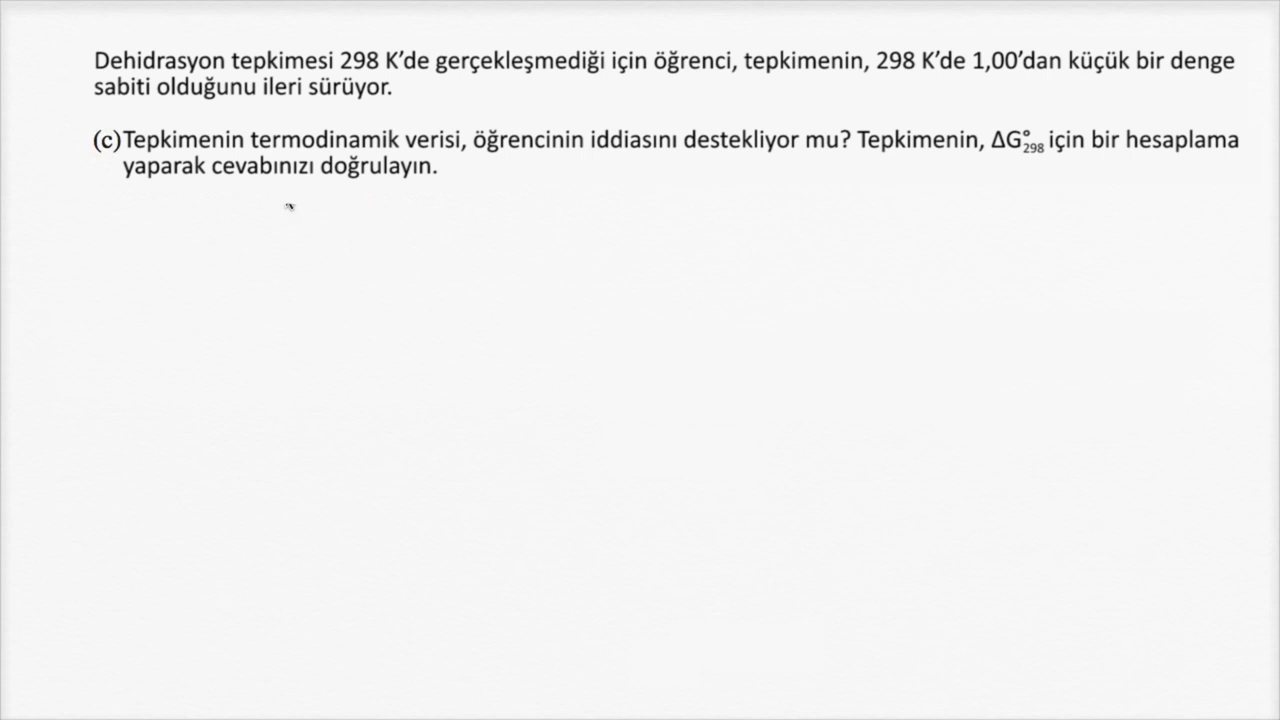 Dehidrasyon tepkimesi 298 K’de gerçekleşmediği için öğrenci, tepkimenin, 298 K’de 1,00’dan küçük bir denge
sabiti olduğunu ileri sürüyor.
(c)Tepkimenin termodinamik verisi, öğrencinin iddiasını destekliyor mu? Tepkimenin, ΔG°₂₉₈ için bir hesaplama
yaparak cevabınızı doğrulayın.